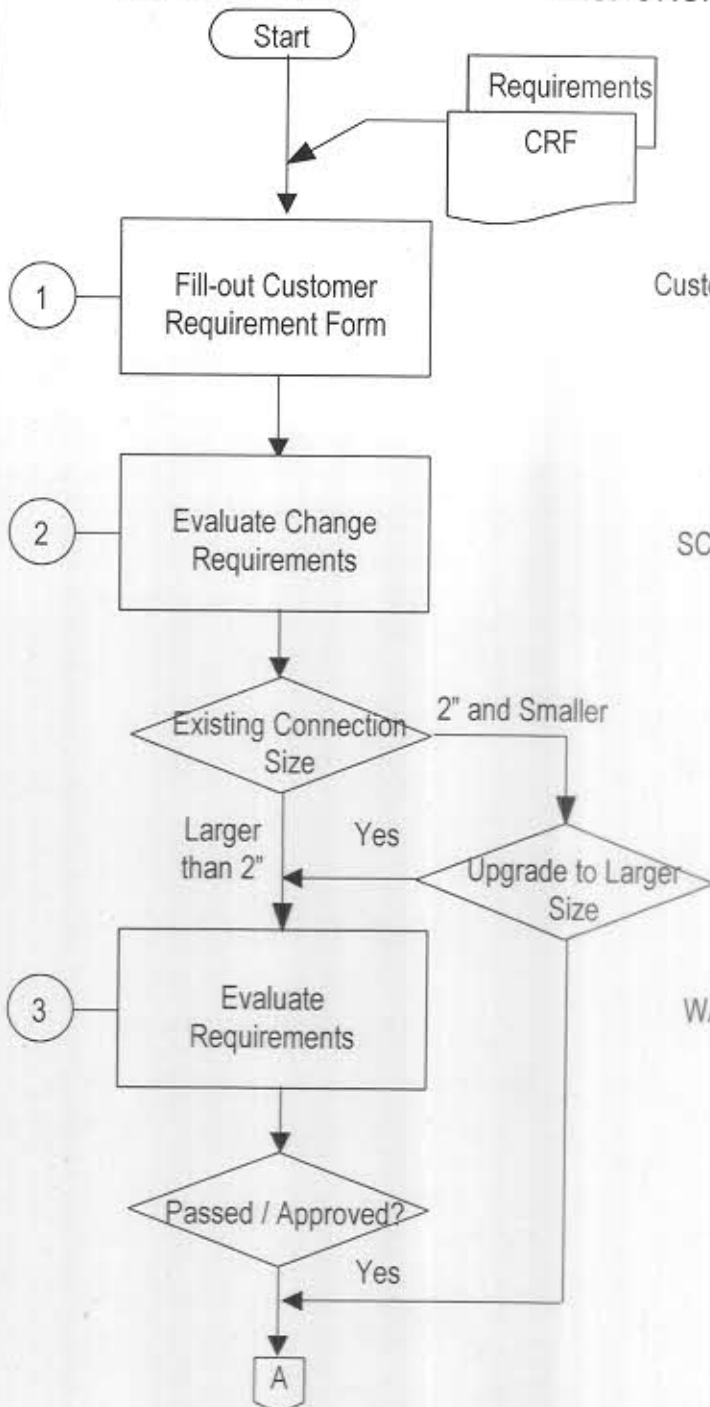 Start
Requirements
CRF
1
Fill-out Customer
Requirement Form
2
Evaluate Change
Requirements
Existing Connection
Size
2” and Smaller
Larger
than 2”
Yes
Upgrade to Larger
Size
3
Evaluate
Requirements
Passed / Approved?
Yes
A